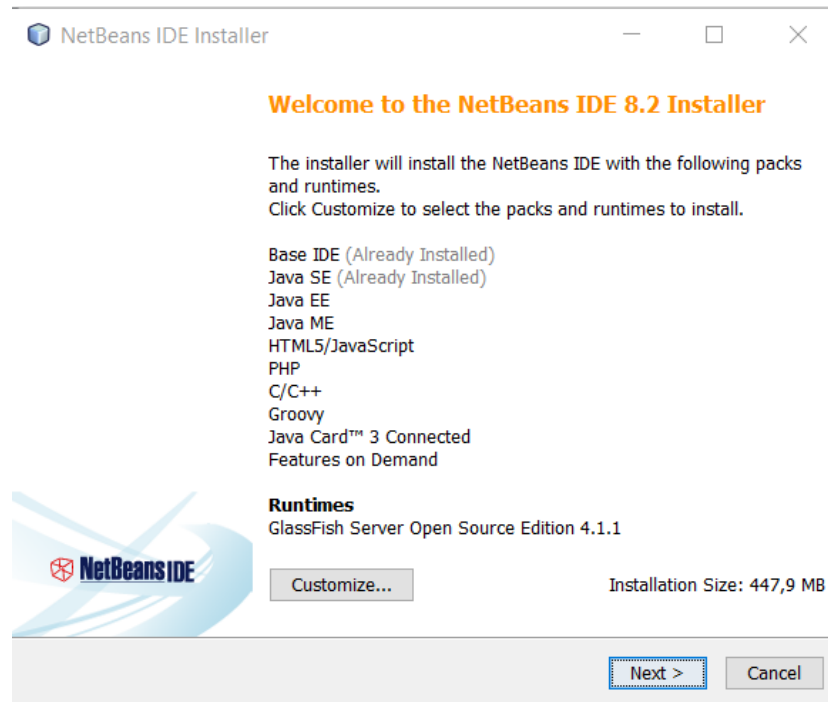 NetBeans IDE Installer
Welcome to the NetBeans IDE 8.2 Installer
The installer will install the NetBeans IDE with the following packs
and runtimes.
Click Customize to select the packs and runtimes to install.
Base IDE (Already Installed)
Java SE (Already Installed)
Java EE
Java ME
HTML5/JavaScript
PHP
C/C++
Groovy
Java Card™ 3 Connected
Features on Demand
Runtimes
GlassFish Server Open Source Edition 4.1.1
NetBeans IDE
Customize...
Installation Size: 447,9 MB
Next >
Cancel